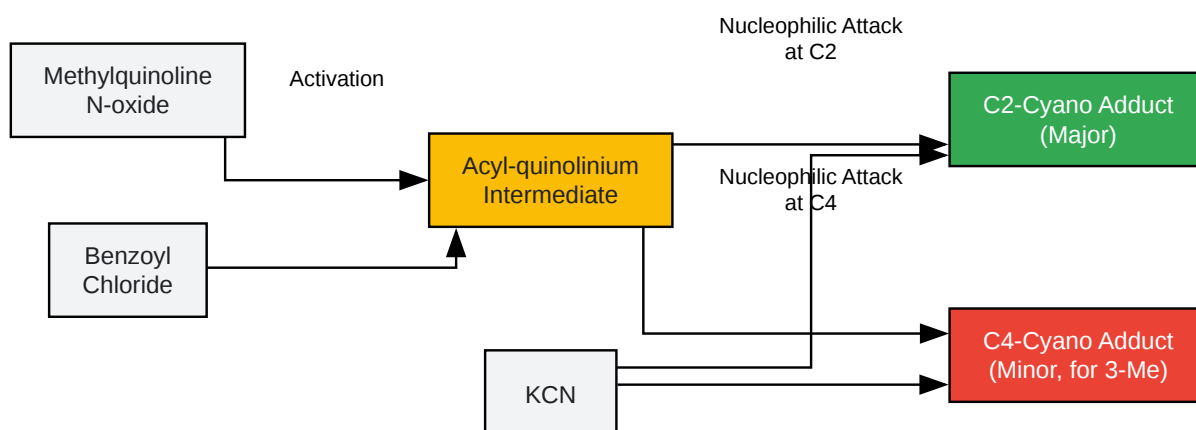 Nucleophilic Attack
at C2
Methylquinoline
N-oxide
Activation
C2-Cyano Adduct
(Major)
Acyl-quinolinium
Intermediate
Nucleophilic Attack
at C4
Benzoyl
Chloride
C4-Cyano Adduct
(Minor, for 3-Me)
KCN